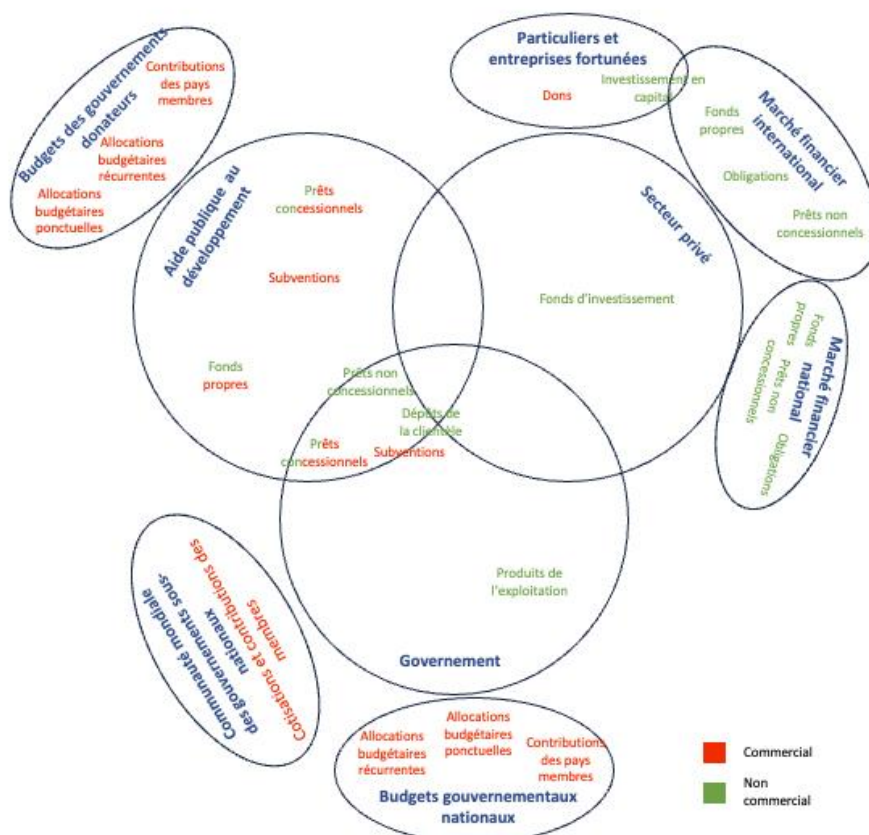 Particuliers et
entreprises fortunées
Dons
Investissement en
capital
Budgets des gouvernements
donateurs
Contributions
des pays
membres
Allocations
budgétaires
récurrentes
Allocations
budgétaires
ponctuelles
Marché financier
international
Fonds
propres
Obligations
Prêts non
concessionnels
Aide publique au
développement
Prêts
concessionnels
Subventions
Fonds
propres
Secteur privé
Fonds d'investissement
Marché financier
national
Fonds
propres
Prêts non
concessionnels
Obligations
Prêts non
concessionnels
Dépôts de
la clientèle
Prêts
concessionnels
Subventions
Produits de
l'exploitation
Governement
Communauté mondiale
des gouvernements sous-
nationaux
Cotisations et contributions des
membres
Allocations
budgétaires
récurrentes
Allocations
budgétaires
ponctuelles
Contributions
des pays
membres
Budgets gouvernementaux
nationaux
Commercial
Non
commercial